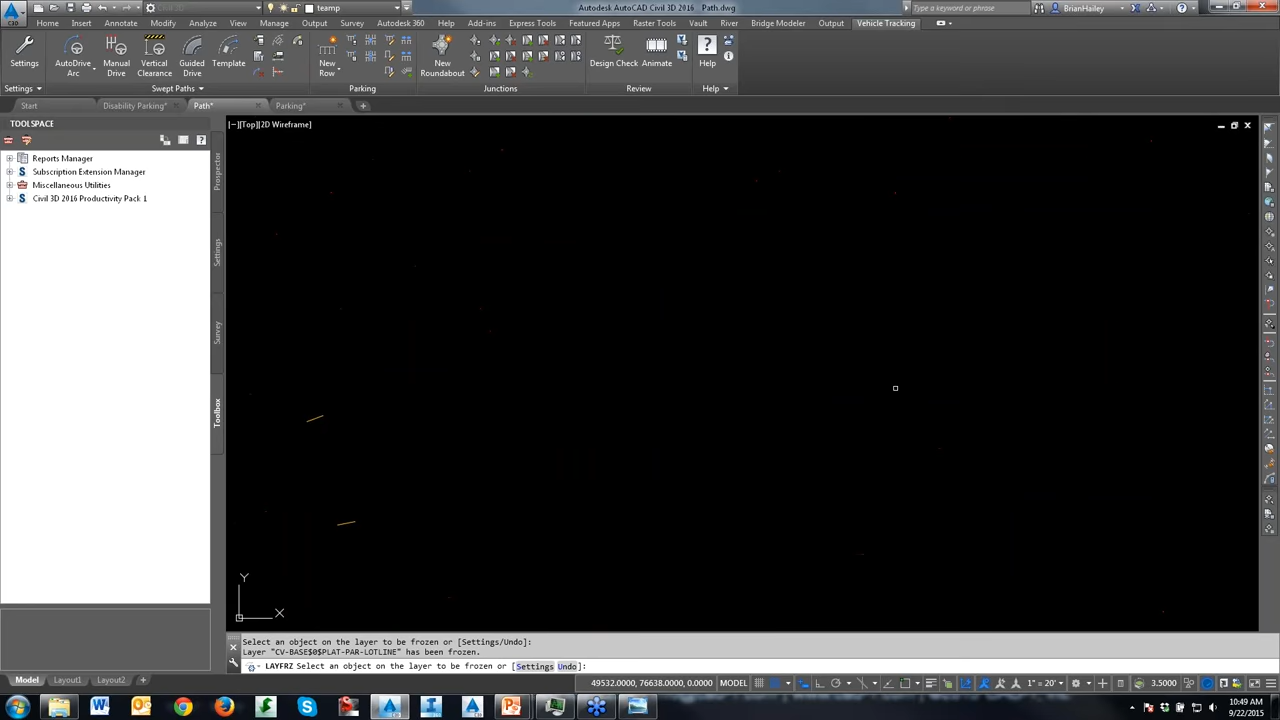 teamp
Autodesk AutoCAD Civil 3D 2016 Path.dwg
Type a keyword or phrase
BrianHailey
Home Insert Annotate Modify Analyze View Manage Output Survey Autodesk 360 Help Add-ins Express Tools Featured Apps Raster Tools Vault River Bridge Modeler Output Vehicle Tracking
Settings
AutoDrive Arc
Manual Drive
Vertical Clearance
Guided Drive
Template
New Row
New Roundabout
Design Check
Animate
Help
Settings Swept Paths Parking Junctions Review Help
Start Disability Parking* Path* Parking*
TOOLSPACE
[−][Top][2D Wireframe]
Reports Manager
Subscription Extension Manager
Miscellaneous Utilities
Civil 3D 2016 Productivity Pack 1
Prospector
Settings
Survey
Toolbox
Y
X
Select an object on the layer to be frozen or [Settings/Undo]:
Layer "CV-BASE$0$PLAT-PAR-LOTLINE" has been frozen.
LAYFRZ Select an object on the layer to be frozen or [Settings Undo]:
Model Layout1 Layout2
49532.0000, 76638.0000, 0.0000 MODEL
1" = 20'
3.5000
10:49 AM
9/22/2015